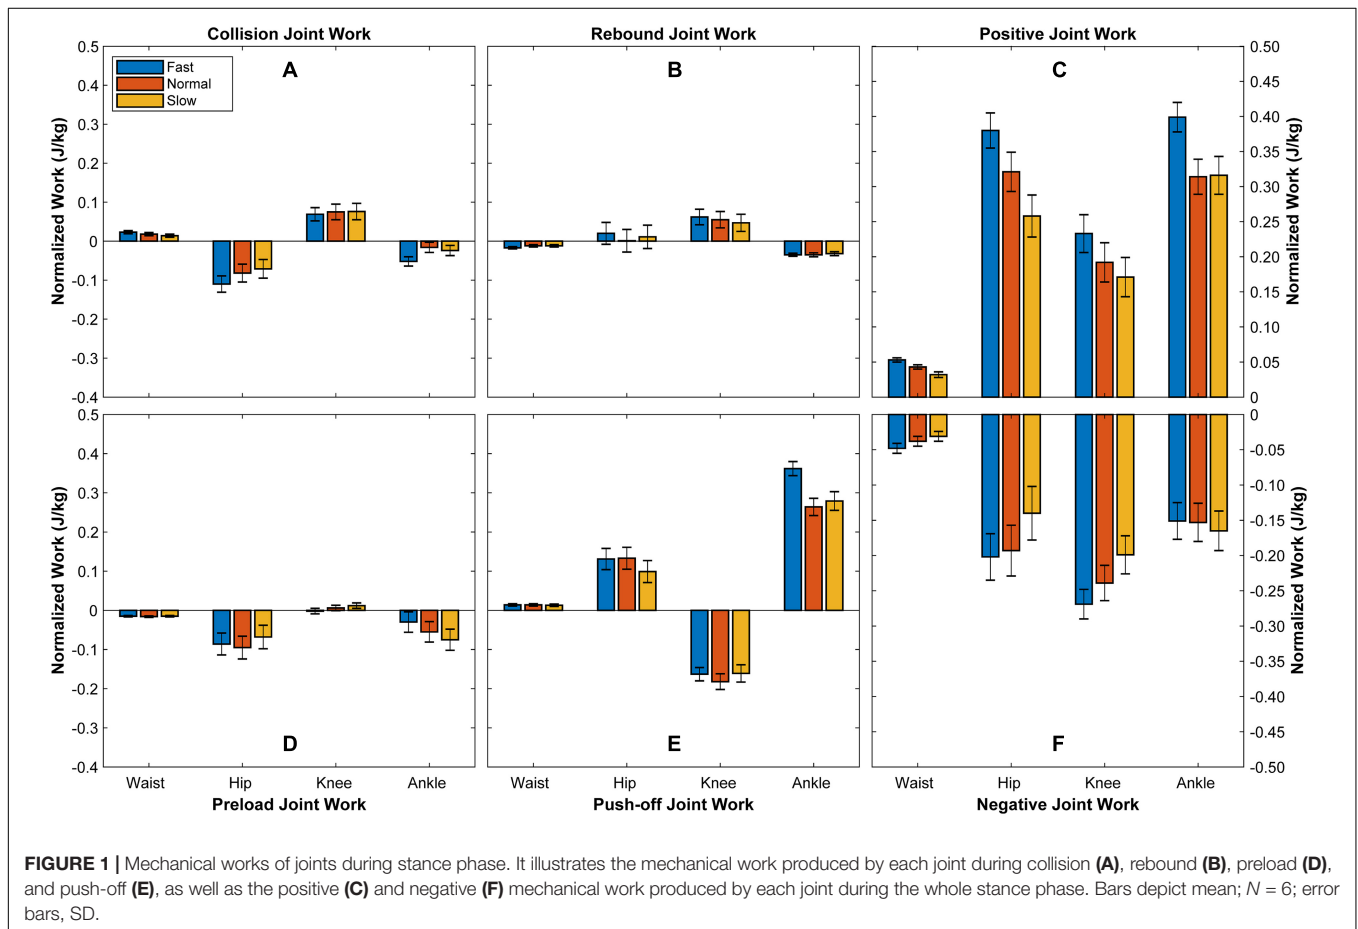 Collision Joint Work
Rebound Joint Work
Positive Joint Work
A
B
C
Fast
Normal
Slow
Normalized Work (J/kg)
0.5
0.4
0.3
0.2
0.1
0
-0.1
-0.2
-0.3
-0.4
0.50
0.45
0.40
0.35
0.30
0.25
0.20
0.15
0.10
0.05
0
Normalized Work (J/kg)
Normalized Work (J/kg)
0.5
0.4
0.3
0.2
0.1
0
-0.1
-0.2
-0.3
-0.4
0
-0.05
-0.10
-0.15
-0.20
-0.25
-0.30
-0.35
-0.40
-0.45
-0.50
Normalized Work (J/kg)
D
E
F
Waist Hip Knee Ankle
Waist Hip Knee Ankle
Waist Hip Knee Ankle
Preload Joint Work
Push-off Joint Work
Negative Joint Work
FIGURE 1 | Mechanical works of joints during stance phase. It illustrates the mechanical work produced by each joint during collision (A), rebound (B), preload (D),
and push-off (E), as well as the positive (C) and negative (F) mechanical work produced by each joint during the whole stance phase. Bars depict mean; N = 6; error
bars, SD.